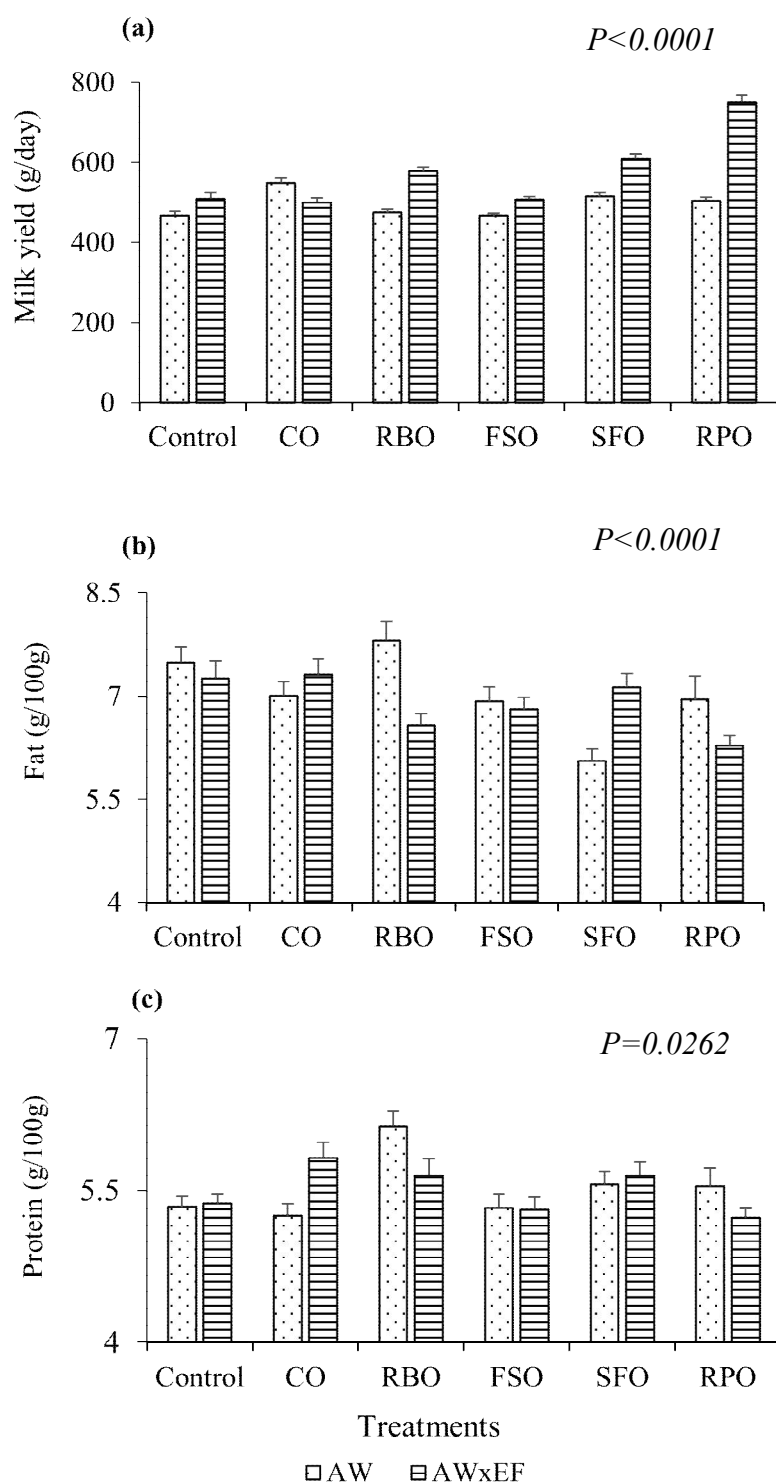 (a)
P<0.0001
Milk yield (g/day)
800
600
400
200
0
Control CO RBO FSO SFO RPO
(b)
P<0.0001
Fat (g/100g)
8.5
7
5.5
4
Control CO RBO FSO SFO RPO
(c)
P=0.0262
Protein (g/100g)
7
5.5
4
Control CO RBO FSO SFO RPO
Treatments
AW AWxEF